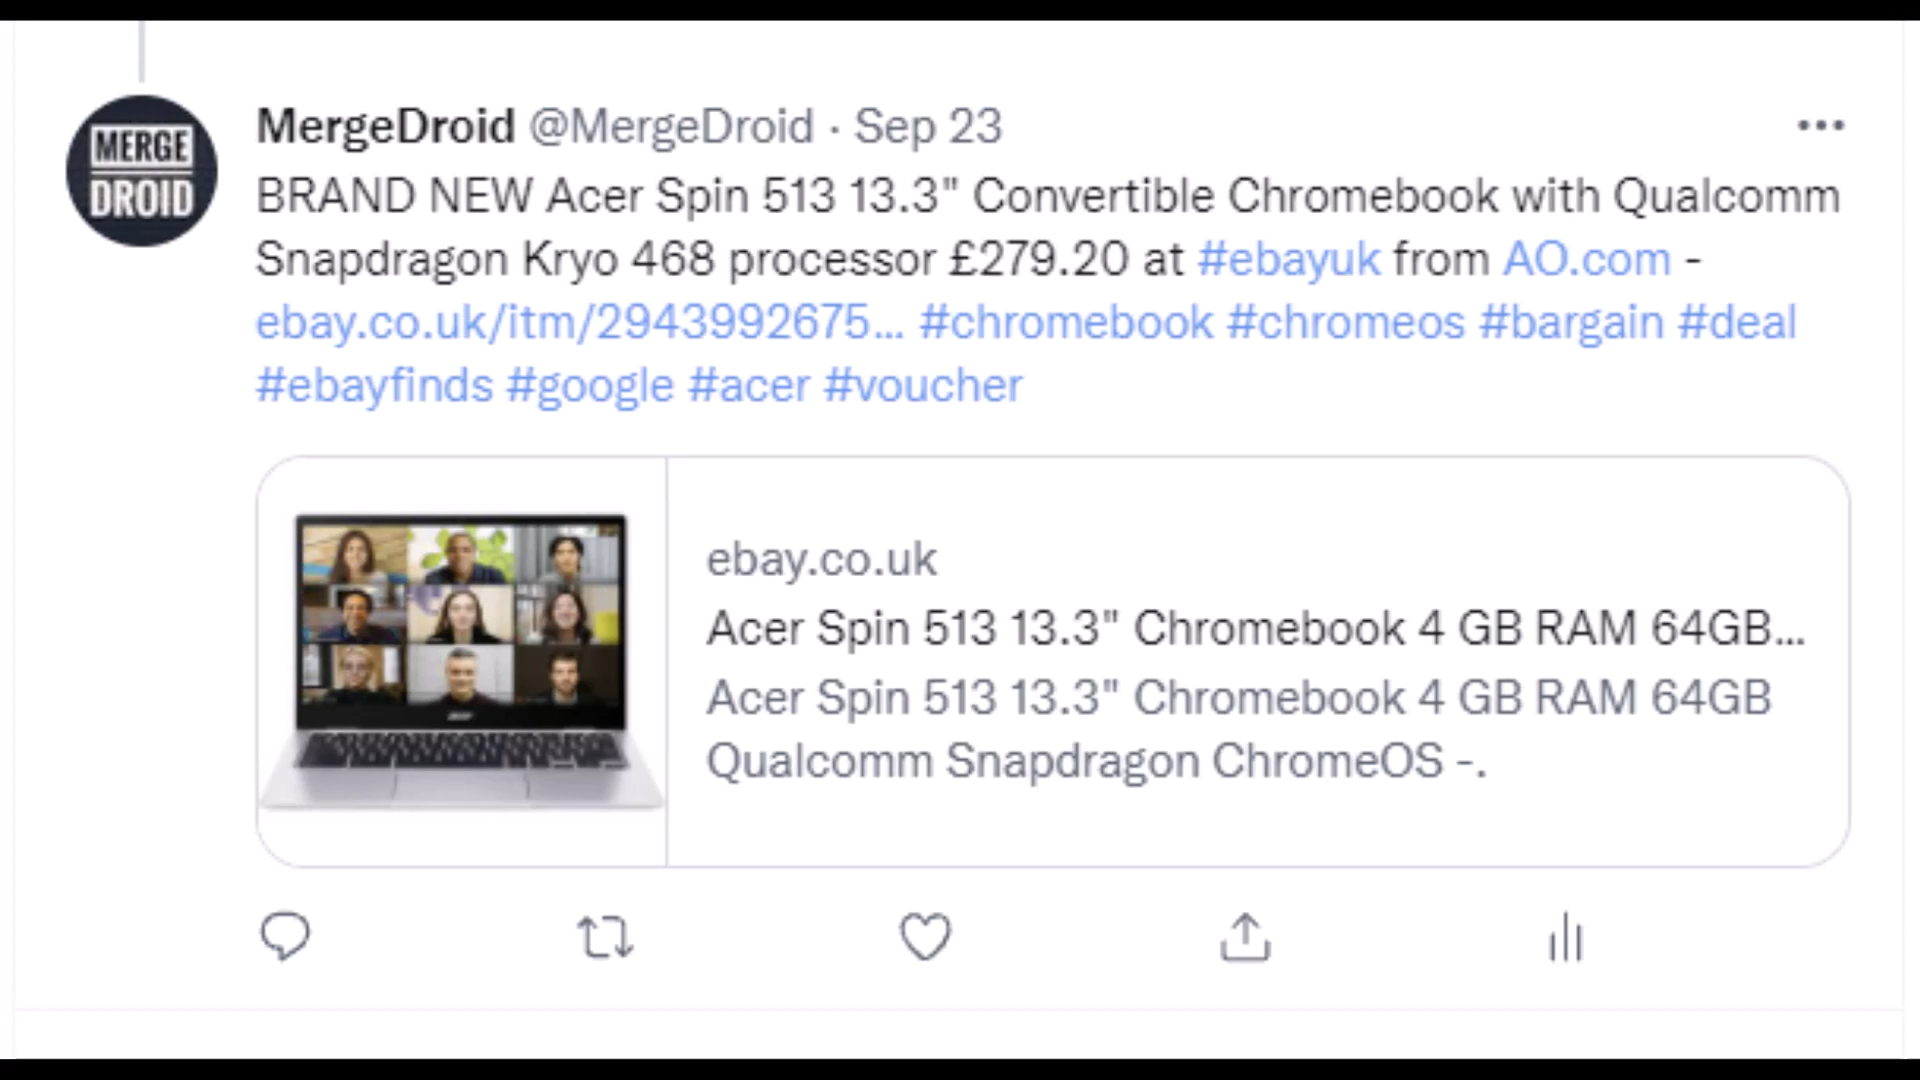 MERGE
DROID
MergeDroid @MergeDroid · Sep 23
BRAND NEW Acer Spin 513 13.3" Convertible Chromebook with Qualcomm
Snapdragon Kryo 468 processor £279.20 at #ebayuk from AO.com -
ebay.co.uk/itm/2943992675… #chromebook #chromeos #bargain #deal
#ebayfinds #google #acer #voucher
acer
ebay.co.uk
Acer Spin 513 13.3" Chromebook 4 GB RAM 64GB...
Acer Spin 513 13.3" Chromebook 4 GB RAM 64GB
Qualcomm Snapdragon ChromeOS -.